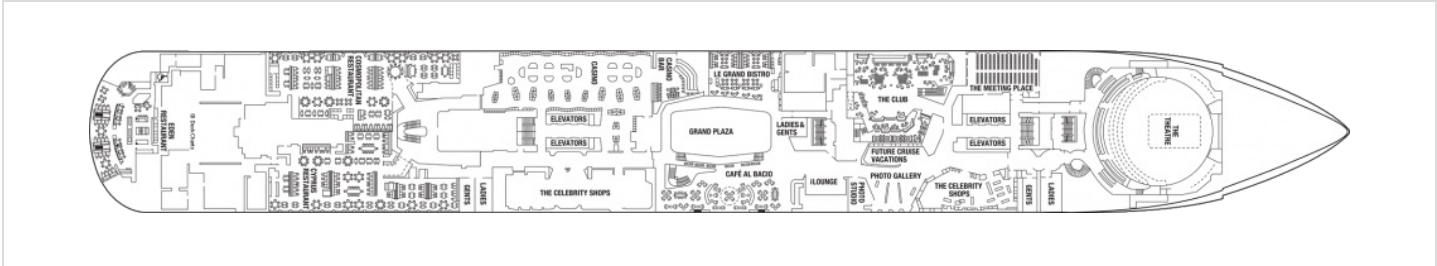 EDEN
RESTAURANT
COSMOPOLITAN
RESTAURANT
CYPRUS
RESTAURANT
GENTS
LADIES
CASINO
CASINO
BAR
ELEVATORS
ELEVATORS
THE CELEBRITY SHOPS
LE GRAND BISTRO
GRAND PLAZA
CAFÉ AL BACIO
LADIES &
GENTS
iLOUNGE
THE CLUB
FUTURE CRUISE
VACATIONS
PHOTO GALLERY
PHOTO
STUDIO
THE MEETING PLACE
ELEVATORS
ELEVATORS
THE CELEBRITY
SHOPS
GENTS
LADIES
THE
THEATRE